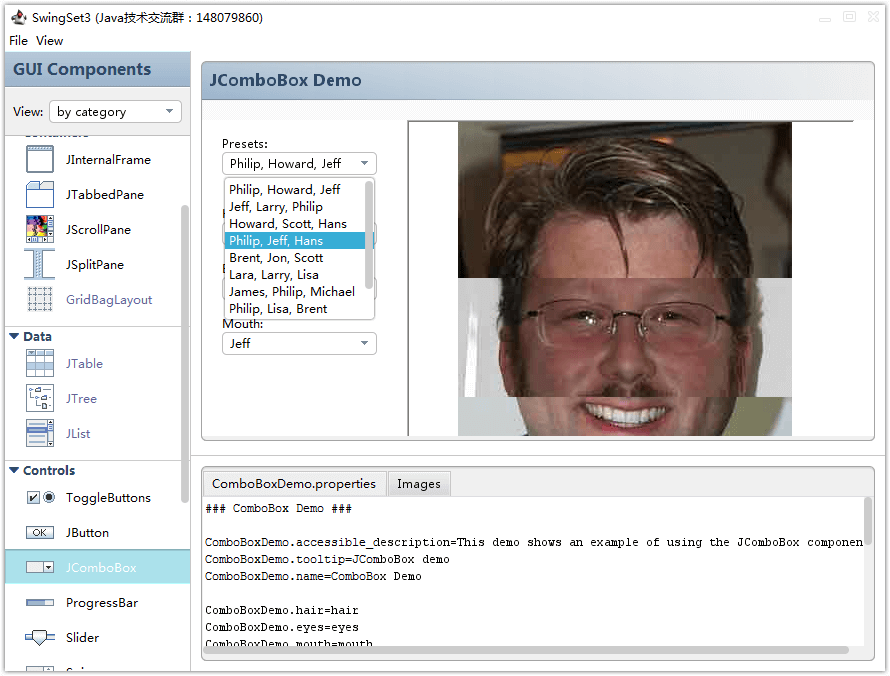 SwingSet3 (Java技术交流群：148079860)
File View
GUI Components
View: by category
JInternalFrame
JTabbedPane
JScrollPane
JSplitPane
GridBagLayout
Data
JTable
JTree
JList
Controls
ToggleButtons
OK JButton
JComboBox
ProgressBar
Slider
JComboBox Demo
Presets:
Philip, Howard, Jeff
Philip, Howard, Jeff
Jeff, Larry, Philip
Howard, Scott, Hans
Philip, Jeff, Hans
Brent, Jon, Scott
Lara, Larry, Lisa
James, Philip, Michael
Philip, Lisa, Brent
Mouth:
Jeff
ComboBoxDemo.properties Images
### ComboBox Demo ###
ComboBoxDemo.accessible_description=This demo shows an example of using the JComboBox componen
ComboBoxDemo.tooltip=JComboBox demo
ComboBoxDemo.name=ComboBox Demo
ComboBoxDemo.hair=hair
ComboBoxDemo.eyes=eyes
ComboBoxDemo.mouth=mouth